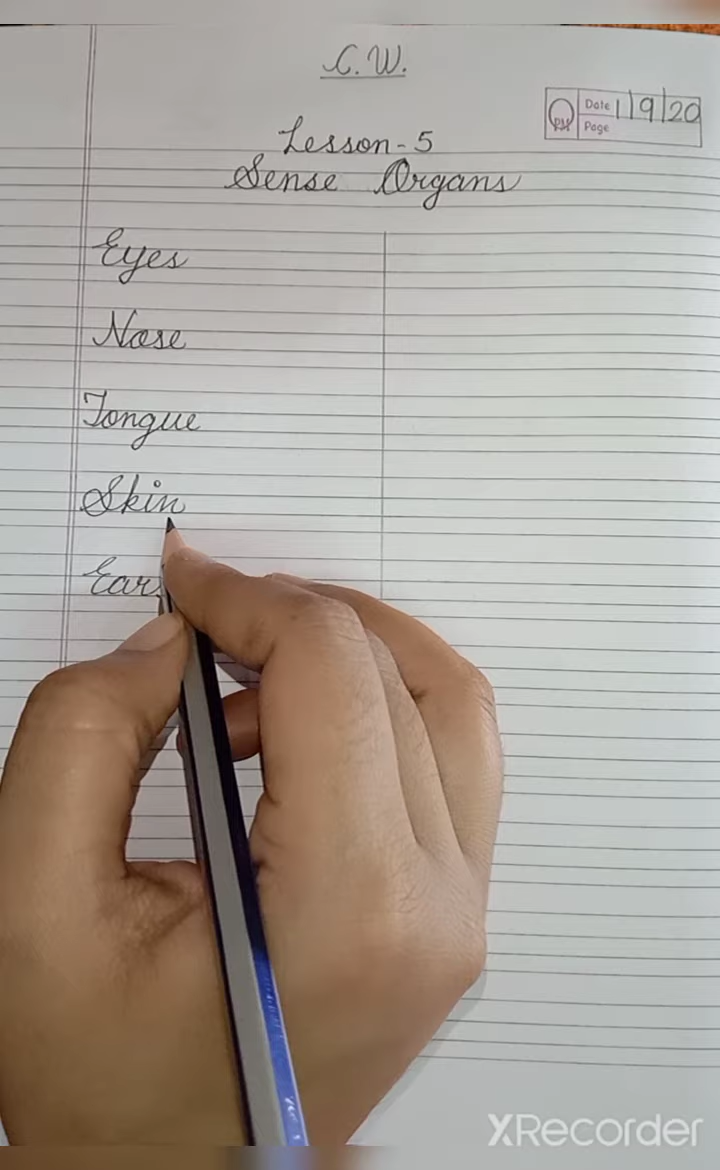 C.W.
Date 1/9/20
Page
Lesson-5
Sense Organs
Eyes
Nose
Tongue
Skin
Ear
XRecorder